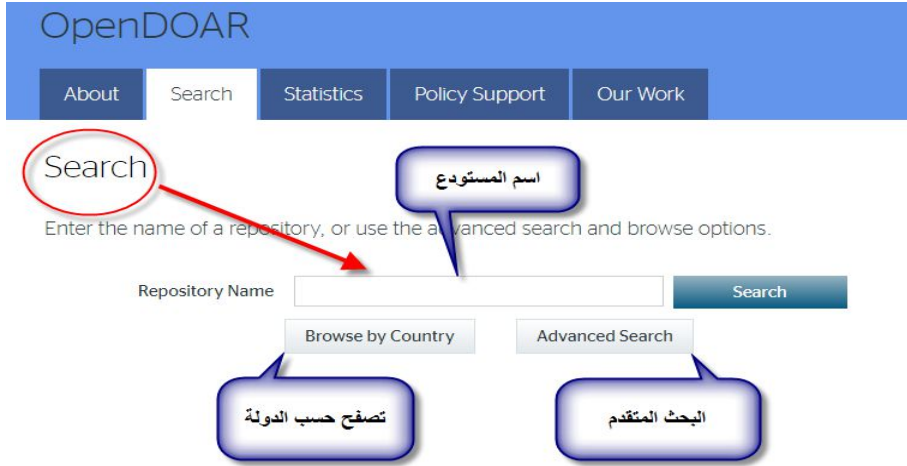 OpenDOAR
About Search Statistics Policy Support Our Work
Search
اسم المستودع
Enter the name of a repository, or use the advanced search and browse options.
Repository Name Search
Browse by Country Advanced Search
تصفح حسب الدولة
البحث المتقدم